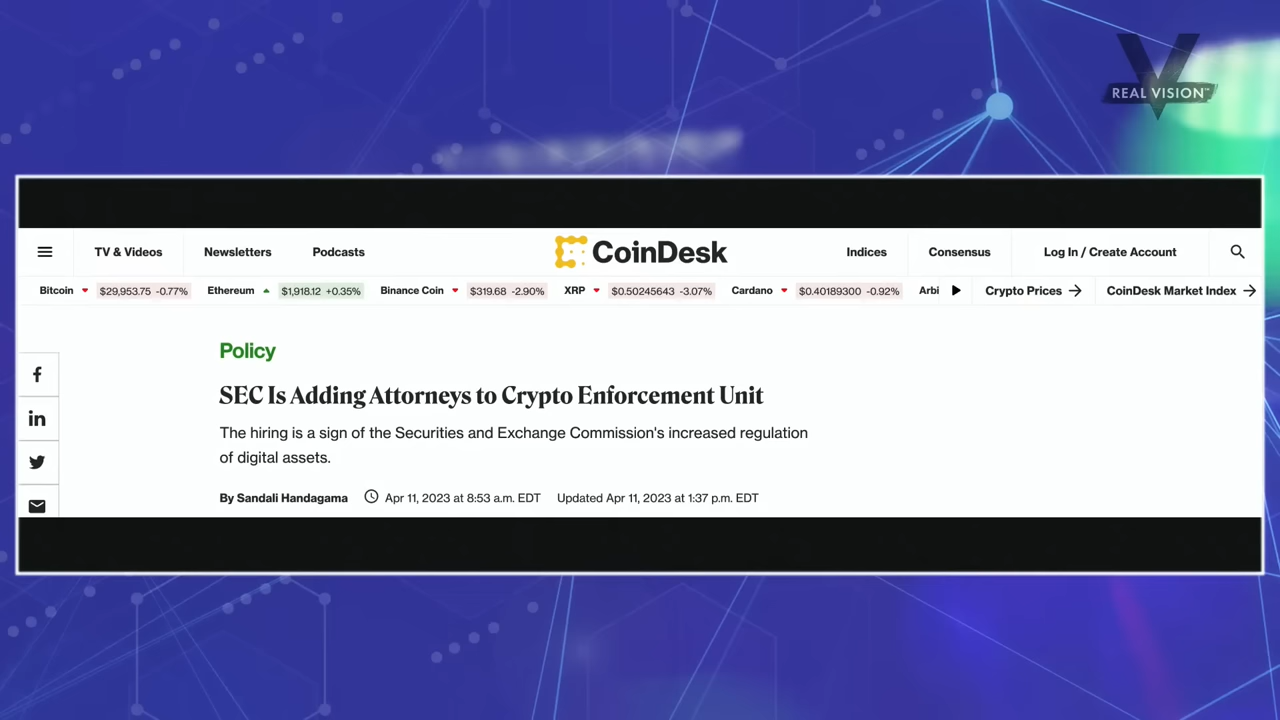 REAL VISION™
TV & Videos Newsletters Podcasts CoinDesk Indices Consensus Log In / Create Account
Bitcoin $29,953.75 -0.77% Ethereum $1,918.12 +0.35% Binance Coin $319.68 -2.90% XRP $0.50245643 -3.07% Cardano $0.40189300 -0.92% Arbi Crypto Prices → CoinDesk Market Index →
Policy
SEC Is Adding Attorneys to Crypto Enforcement Unit
The hiring is a sign of the Securities and Exchange Commission's increased regulation
of digital assets.
By Sandali Handagama Apr 11, 2023 at 8:53 a.m. EDT Updated Apr 11, 2023 at 1:37 p.m. EDT